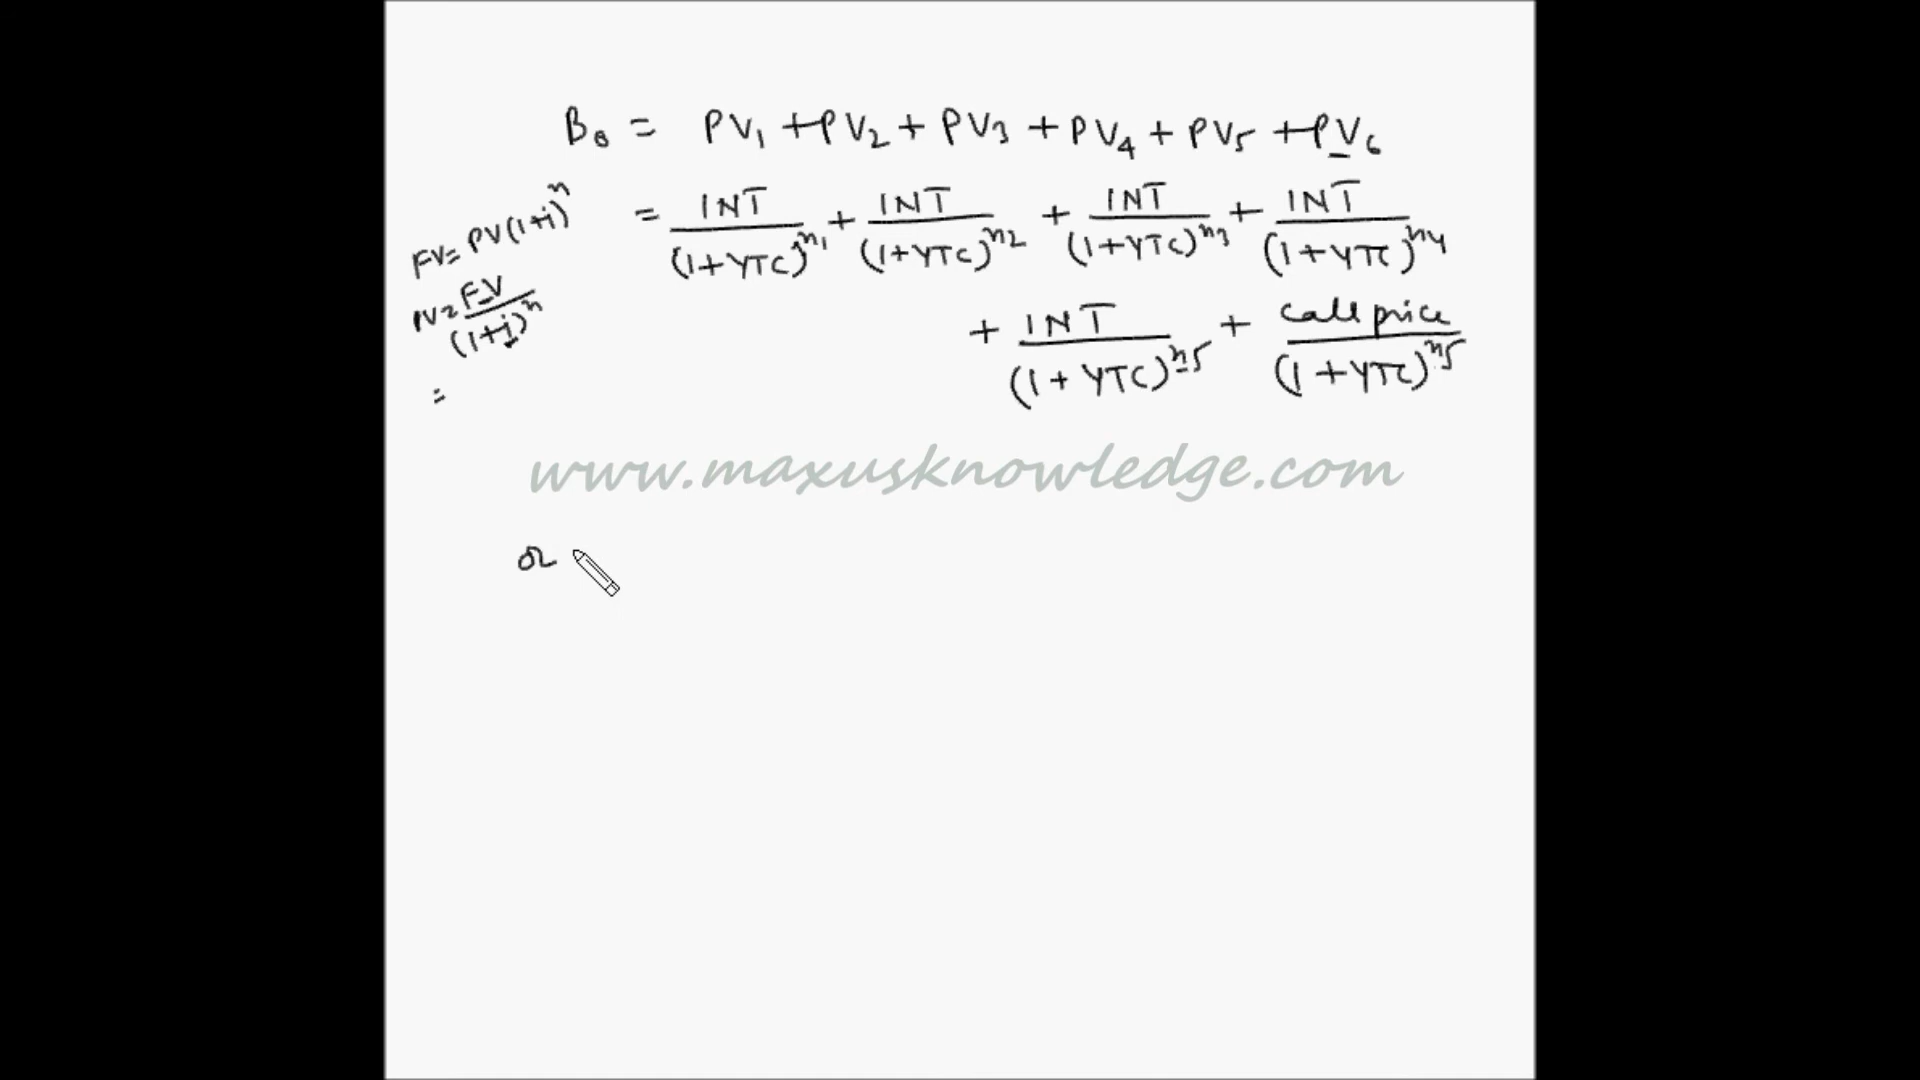 B₀ = PV₁ + PV₂ + PV₃ + PV₄ + PV₅ + PV₆
FV = PV(1+i)ⁿ
= INT/(1+YTC)^n₁ + INT/(1+YTC)^n₂ + INT/(1+YTC)^n₃ + INT/(1+YTC)^n₄
PV = FV/(1+i)ⁿ
+ INT/(1+YTC)^n₅ + call price/(1+YTC)^n₅
=
www.maxusknowledge.com
or